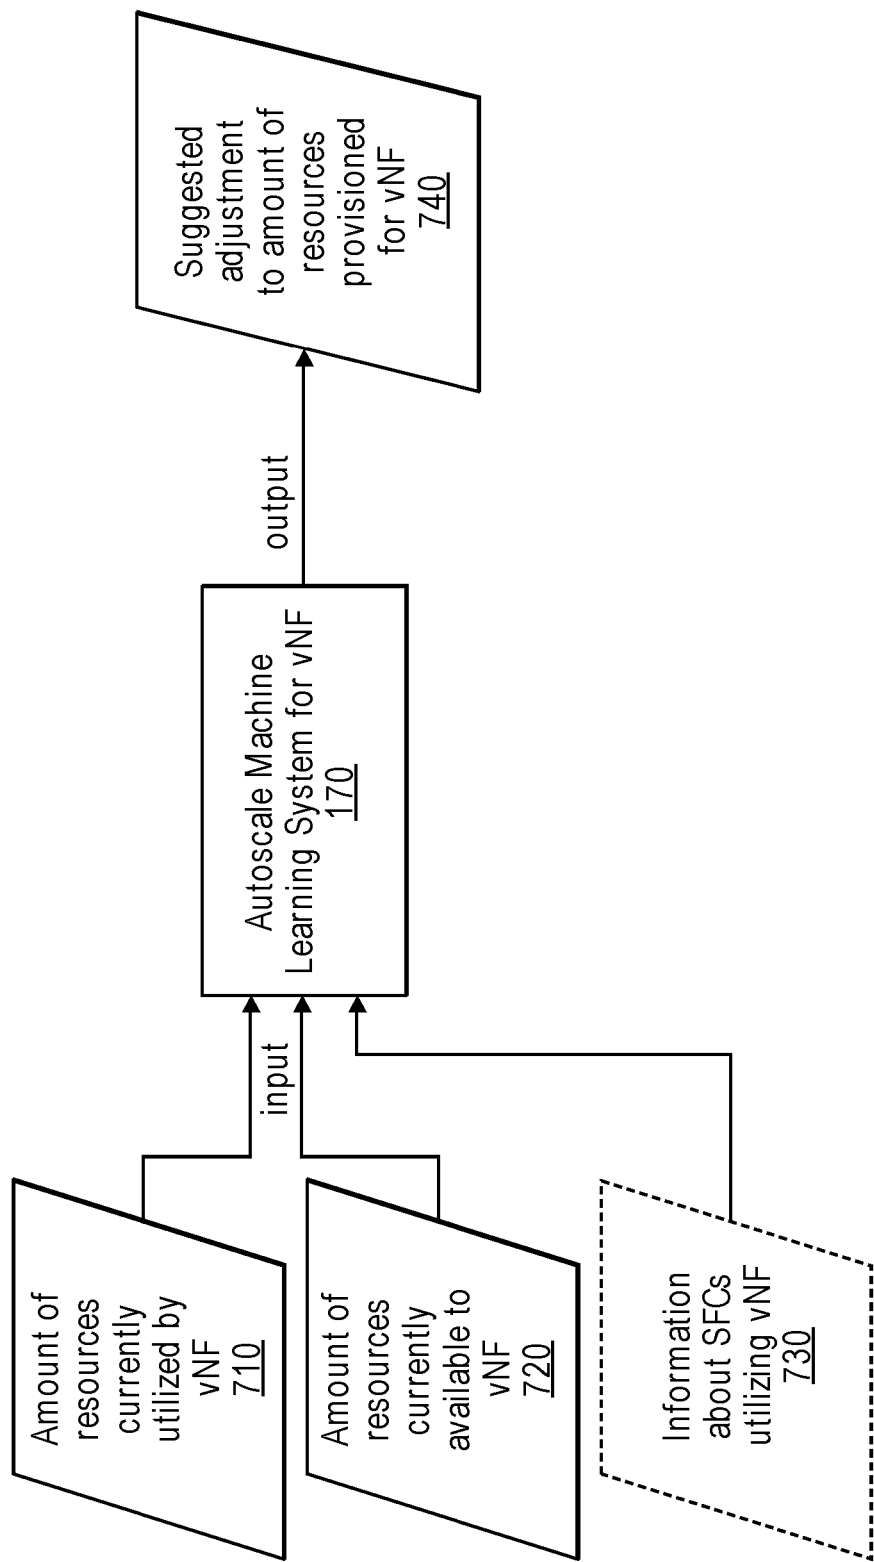 Amount of
resources
currently
utilized by
vNF
710
Amount of
resources
currently
available to
vNF
720
Information
about SFCs
utilizing vNF
730
input
Autoscale Machine
Learning System for vNF
170
output
Suggested
adjustment
to amount of
resources
provisioned
for vNF
740